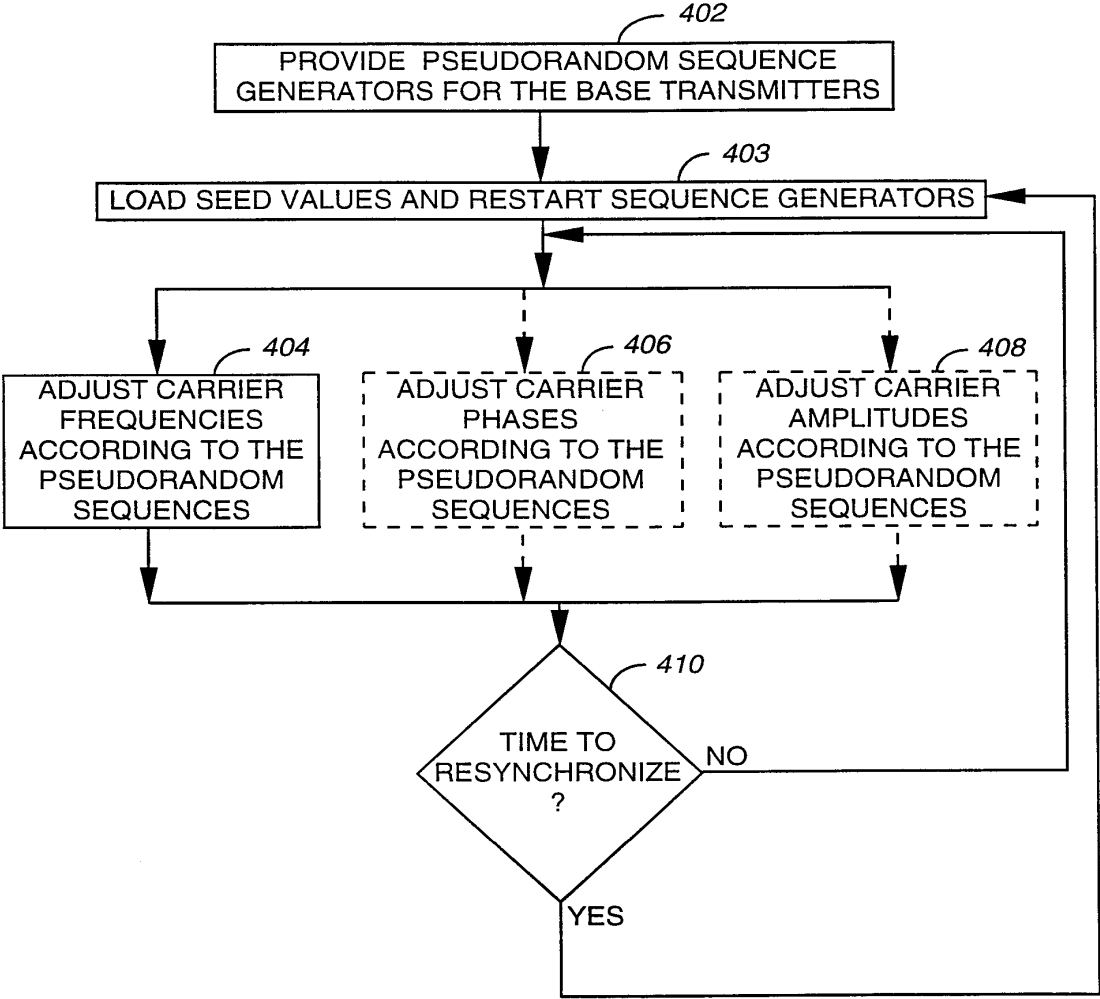 402
PROVIDE PSEUDORANDOM SEQUENCE
GENERATORS FOR THE BASE TRANSMITTERS
403
LOAD SEED VALUES AND RESTART SEQUENCE GENERATORS
404
ADJUST CARRIER
FREQUENCIES
ACCORDING TO THE
PSEUDORANDOM
SEQUENCES
406
ADJUST CARRIER
PHASES
ACCORDING TO THE
PSEUDORANDOM
SEQUENCES
408
ADJUST CARRIER
AMPLITUDES
ACCORDING TO THE
PSEUDORANDOM
SEQUENCES
410
TIME TO
RESYNCHRONIZE
?
NO
YES